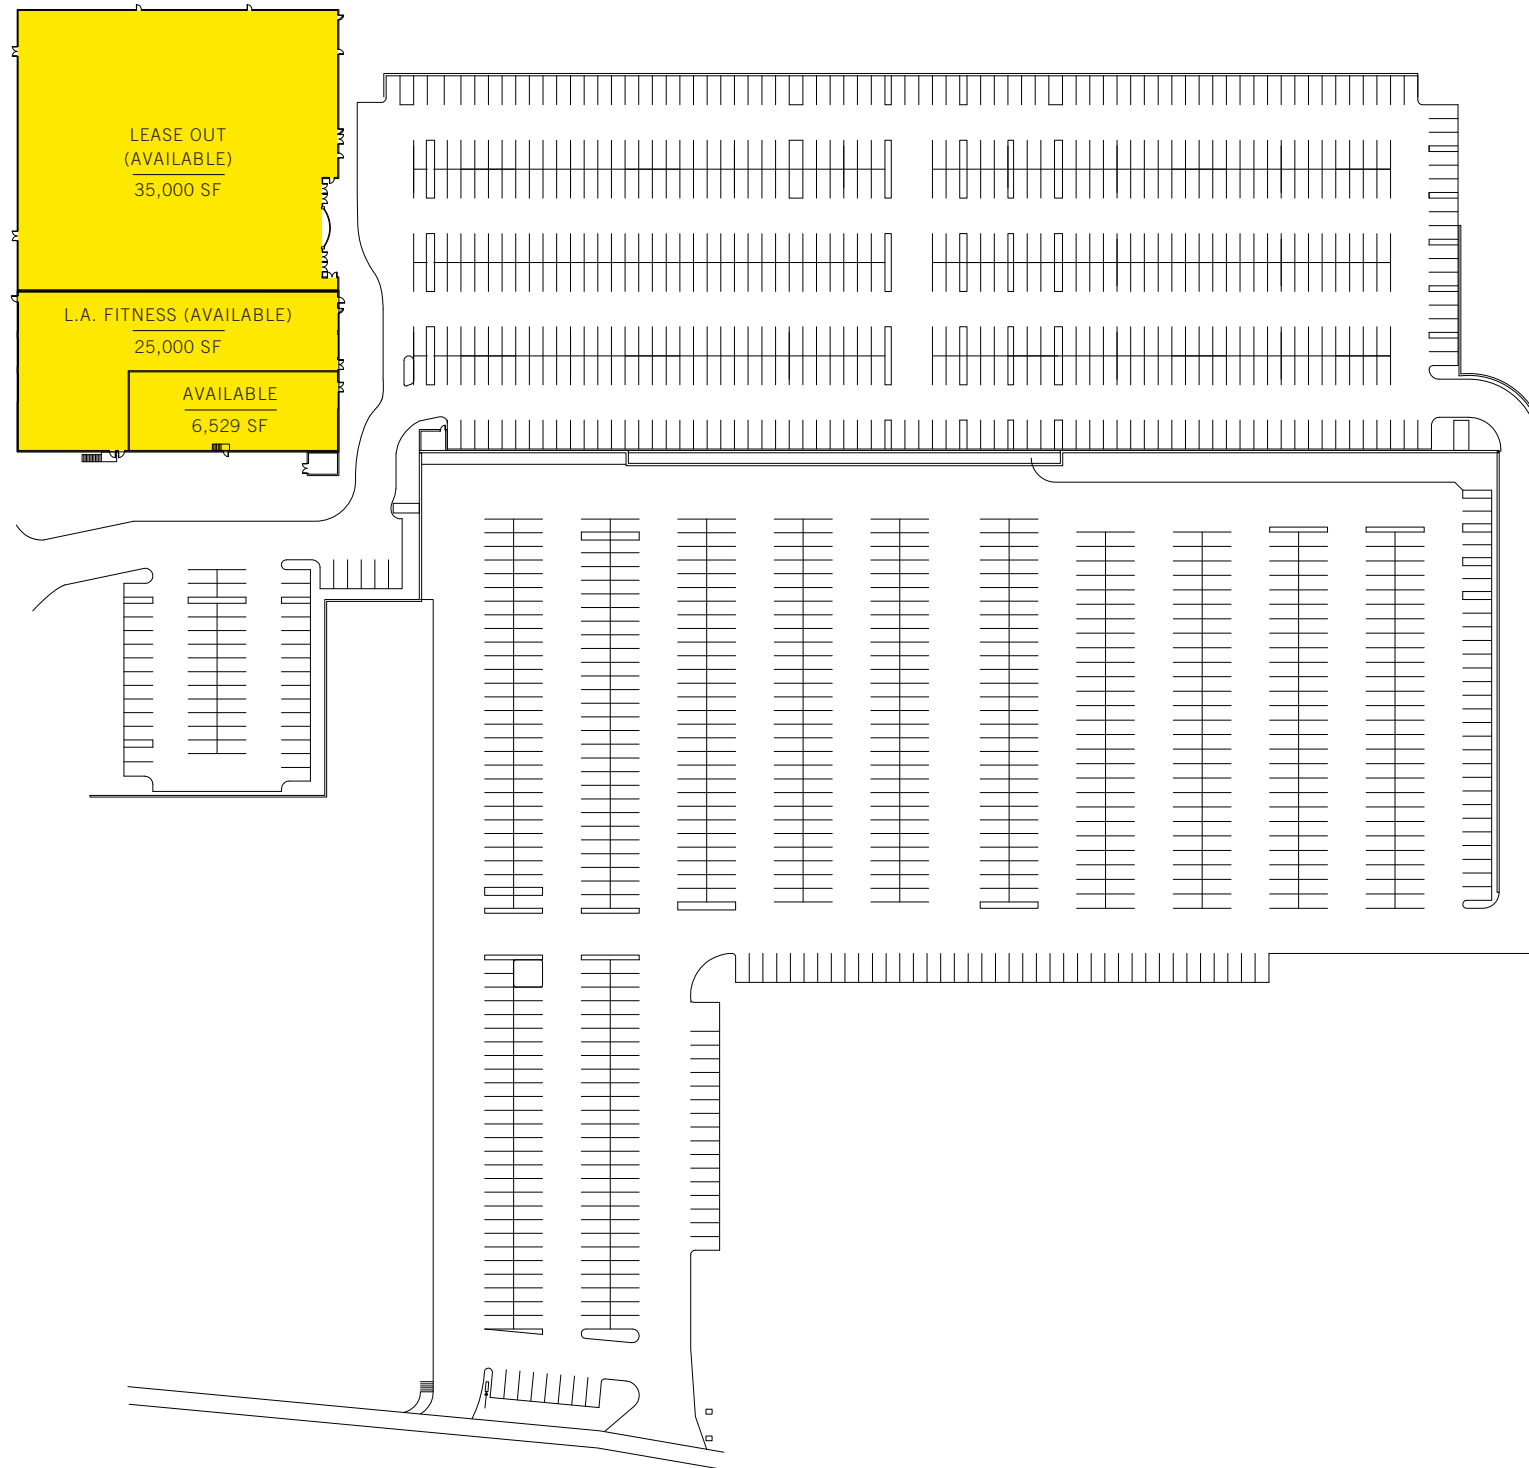 LEASE OUT
(AVAILABLE)
35,000 SF
L.A. FITNESS (AVAILABLE)
25,000 SF
AVAILABLE
6,529 SF